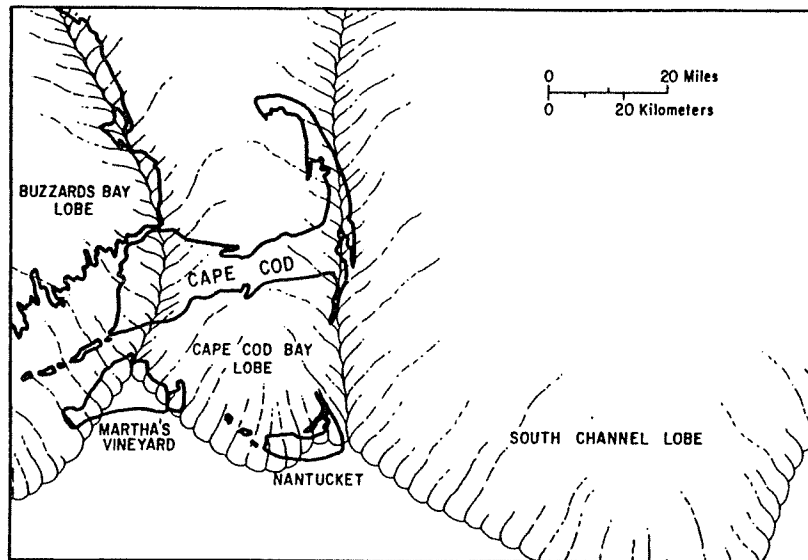 0 20 Miles
0 20 Kilometers
BUZZARDS BAY
LOBE
CAPE COD
CAPE COD BAY
LOBE
MARTHA'S
VINEYARD
NANTUCKET
SOUTH CHANNEL LOBE